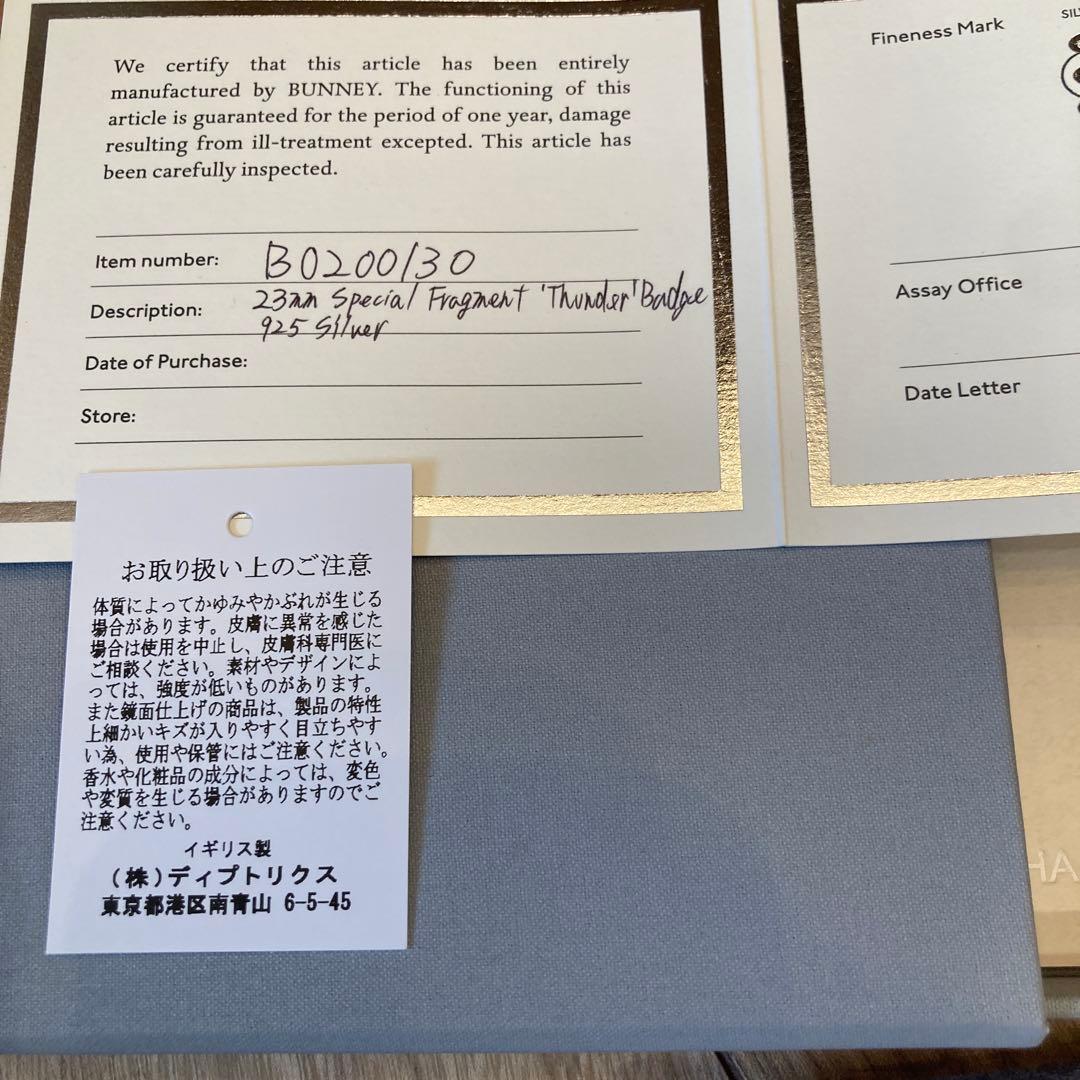 We certify that this article has been entirely
manufactured by BUNNEY. The functioning of this
article is guaranteed for the period of one year, damage
resulting from ill-treatment excepted. This article has
been carefully inspected.
Item number: B0200130
Description: 23mm Special Fragment 'Thunder' Badge
925 Silver
Date of Purchase:
Store:
Fineness Mark
Assay Office
Date Letter
お取り扱い上のご注意
体質によってかゆみやかぶれが生じる
場合があります。皮膚に異常を感じた
場合は使用を中止し、皮膚科専門医に
ご相談ください。素材やデザインによ
っては、強度が低いものがあります。
また鏡面仕上げの商品は、製品の特性
上細かいキズが入りやすく目立ちやす
い為、使用や保管にはご注意ください。
香水や化粧品の成分によっては、変色
や変質を生じる場合がありますのでご
注意ください。
イギリス製
(株)ディプトリクス
東京都港区南青山 6-5-45